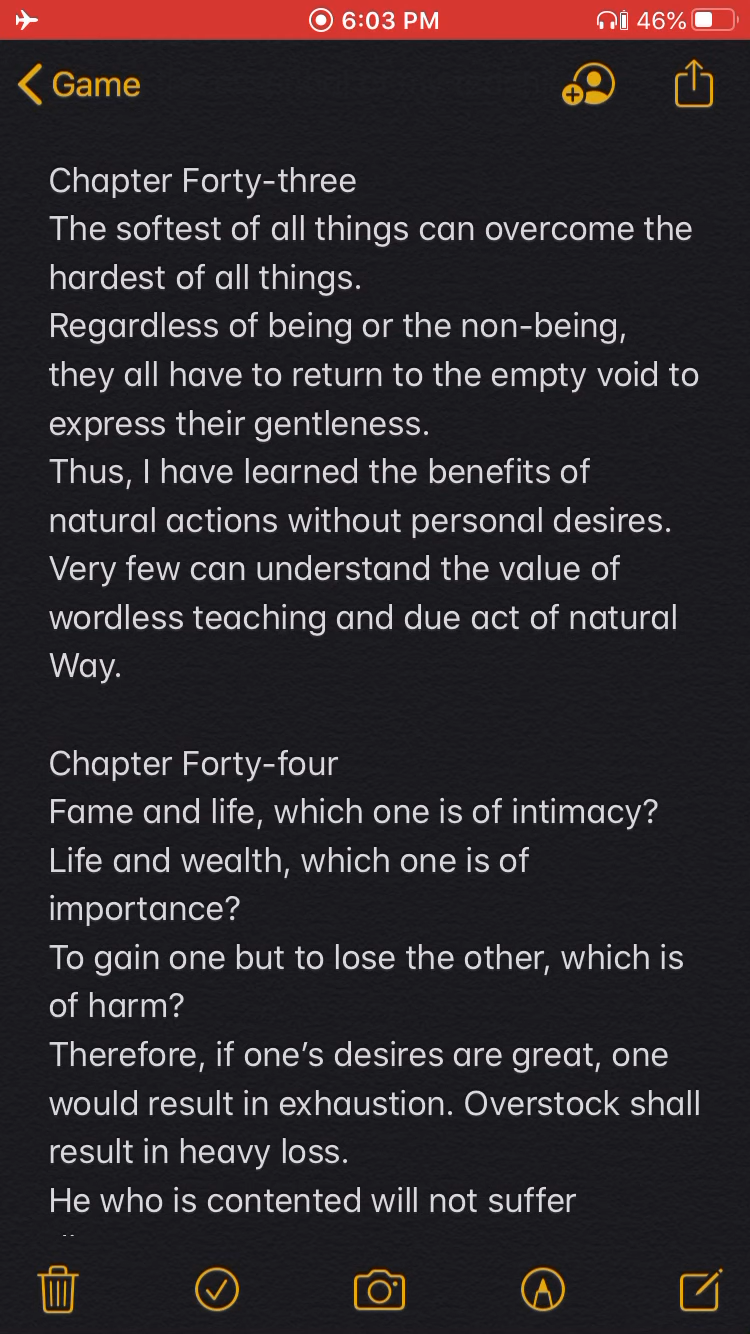 6:03 PM
46%
Game
Chapter Forty-three
The softest of all things can overcome the
hardest of all things.
Regardless of being or the non-being,
they all have to return to the empty void to
express their gentleness.
Thus, I have learned the benefits of
natural actions without personal desires.
Very few can understand the value of
wordless teaching and due act of natural
Way.
Chapter Forty-four
Fame and life, which one is of intimacy?
Life and wealth, which one is of
importance?
To gain one but to lose the other, which is
of harm?
Therefore, if one’s desires are great, one
would result in exhaustion. Overstock shall
result in heavy loss.
He who is contented will not suffer